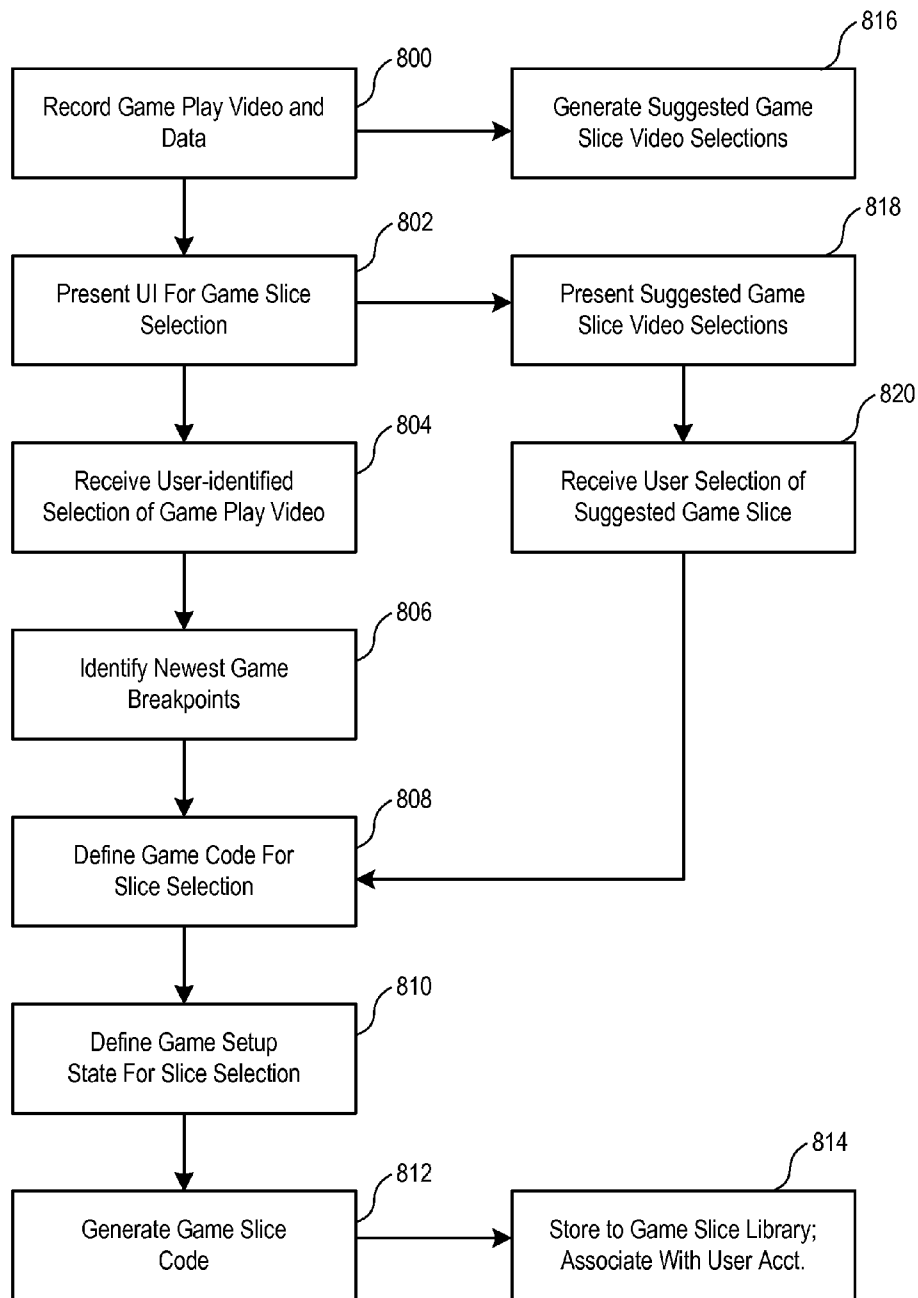 800
Record Game Play Video and
Data
816
Generate Suggested Game
Slice Video Selections
802
Present UI For Game Slice
Selection
818
Present Suggested Game
Slice Video Selections
804
Receive User-identified
Selection of Game Play Video
820
Receive User Selection of
Suggested Game Slice
806
Identify Newest Game
Breakpoints
808
Define Game Code For
Slice Selection
810
Define Game Setup
State For Slice Selection
812
Generate Game Slice
Code
814
Store to Game Slice Library;
Associate With User Acct.